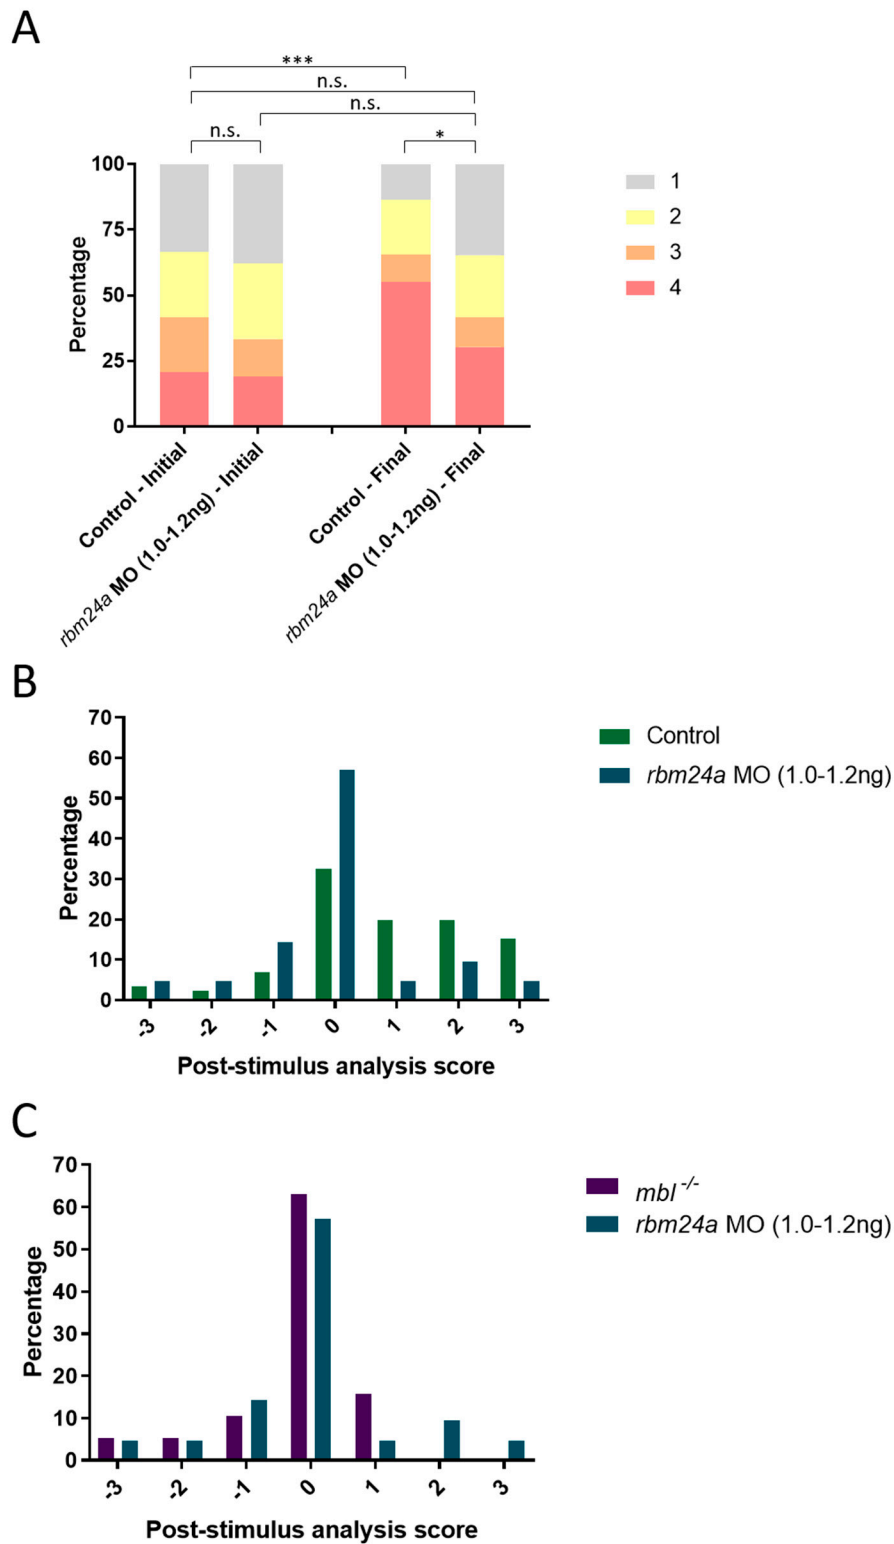 A
***
n.s.
n.s.
n.s.
*
100
75
50
25
0
Percentage
1
2
3
4
Control - Initial
rbm24a MO (1.0-1.2ng) - Initial
Control - Final
rbm24a MO (1.0-1.2ng) - Final
B
70
60
50
40
30
20
10
0
Percentage
Control
rbm24a MO (1.0-1.2ng)
-3
-2
-1
0
1
2
3
Post-stimulus analysis score
C
70
60
50
40
30
20
10
0
Percentage
mbl -/-
rbm24a MO (1.0-1.2ng)
-3
-2
-1
0
1
2
3
Post-stimulus analysis score